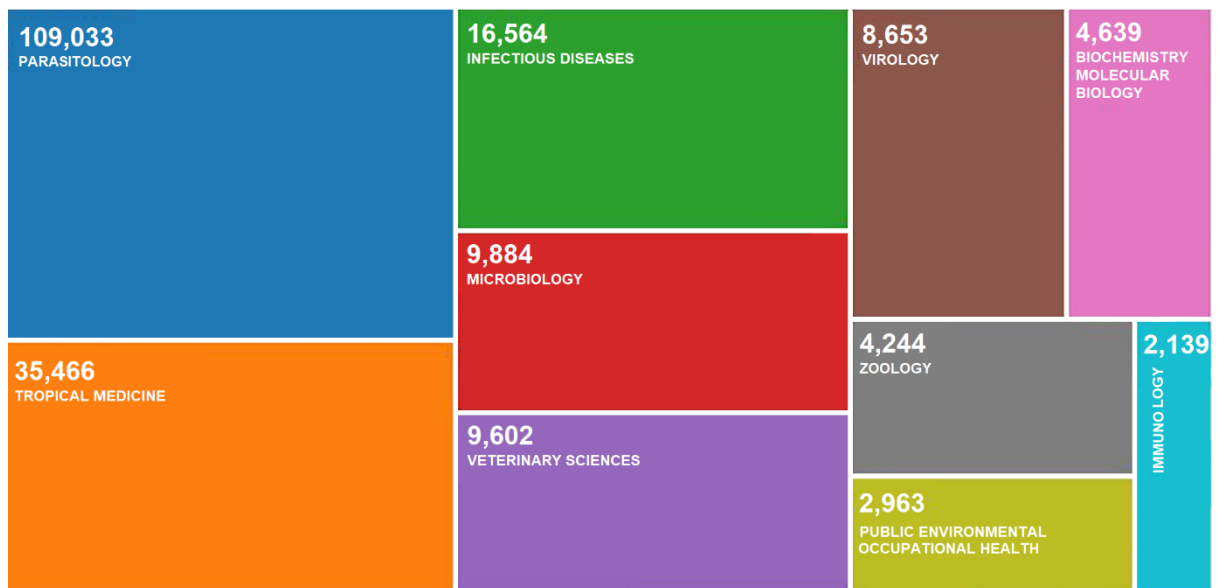 109,033
PARASITOLOGY
35,466
TROPICAL MEDICINE
16,564
INFECTIOUS DISEASES
9,884
MICROBIOLOGY
9,602
VETERINARY SCIENCES
8,653
VIROLOGY
4,639
BIOCHEMISTRY
MOLECULAR
BIOLOGY
4,244
ZOOLOGY
2,963
PUBLIC ENVIRONMENTAL
OCCUPATIONAL HEALTH
2,139
IMMUNO LOGY